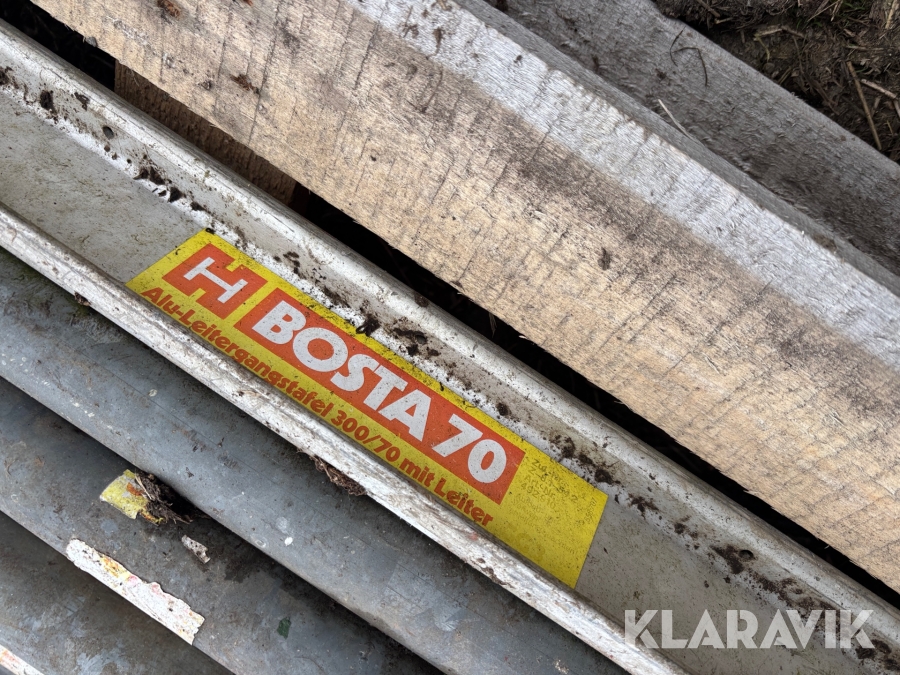 H BOSTA 70
Alu-Leitergangstafel 300/70 mit Leiter
KLARAVIK